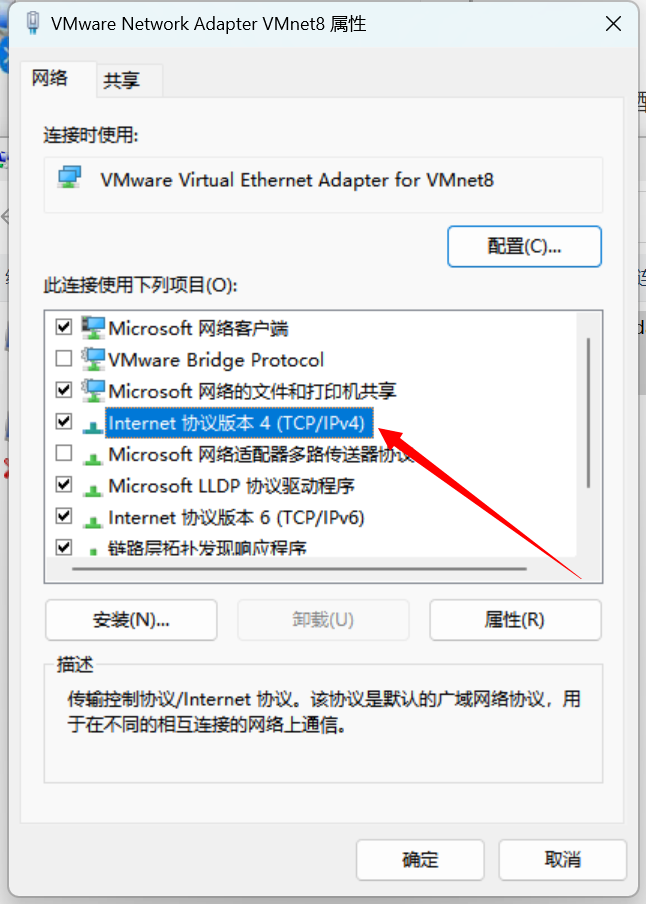 VMware Network Adapter VMnet8 属性
网络
共享
连接时使用:
VMware Virtual Ethernet Adapter for VMnet8
配置(C)...
此连接使用下列项目(O):
Microsoft 网络客户端
VMware Bridge Protocol
Microsoft 网络的文件和打印机共享
Internet 协议版本 4 (TCP/IPv4)
Microsoft 网络适配器多路传送器协议
Microsoft LLDP 协议驱动程序
Internet 协议版本 6 (TCP/IPv6)
链路层拓扑发现响应程序
安装(N)...
卸载(U)
属性(R)
描述
传输控制协议/Internet 协议。该协议是默认的广域网络协议，用
于在不同的相互连接的网络上通信。
确定
取消